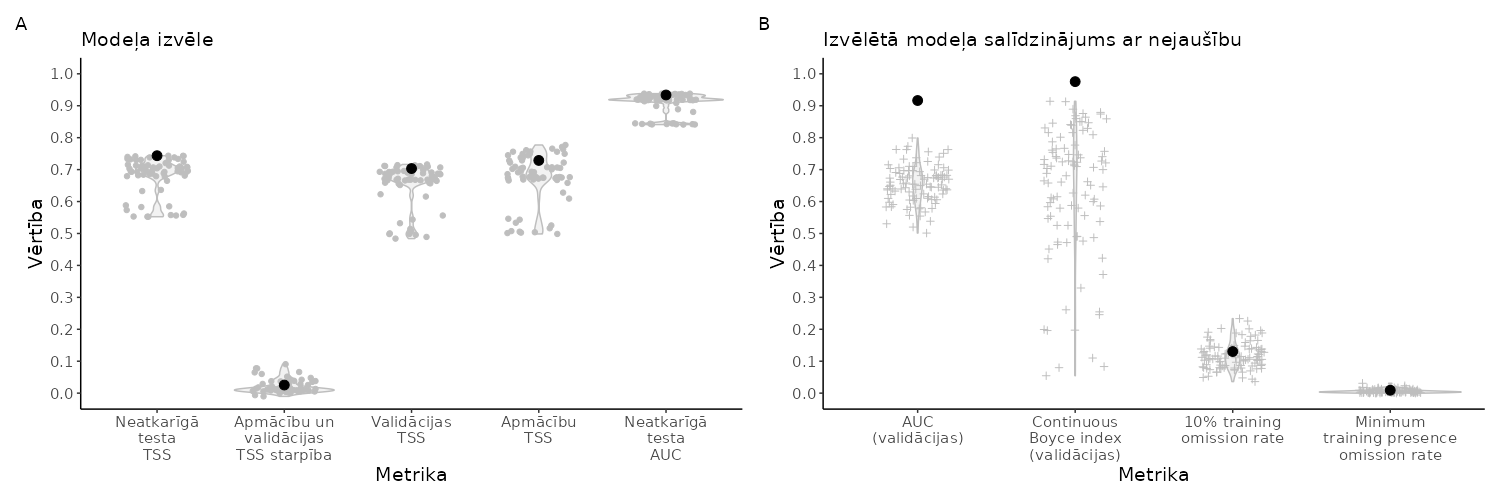 A
Modeļa izvēle
Vērtība
1.0
0.9
0.8
0.7
0.6
0.5
0.4
0.3
0.2
0.1
0.0
Neatkarīgā
testa
TSS
Apmācību un
validācijas
TSS starpība
Validācijas
TSS
Apmācību
TSS
Neatkarīgā
testa
AUC
Metrika
B
Izvēlētā modeļa salīdzinājums ar nejaušību
Vērtība
1.0
0.9
0.8
0.7
0.6
0.5
0.4
0.3
0.2
0.1
0.0
AUC
(validācijas)
Continuous
Boyce index
(validācijas)
10% training
omission rate
Minimum
training presence
omission rate
Metrika